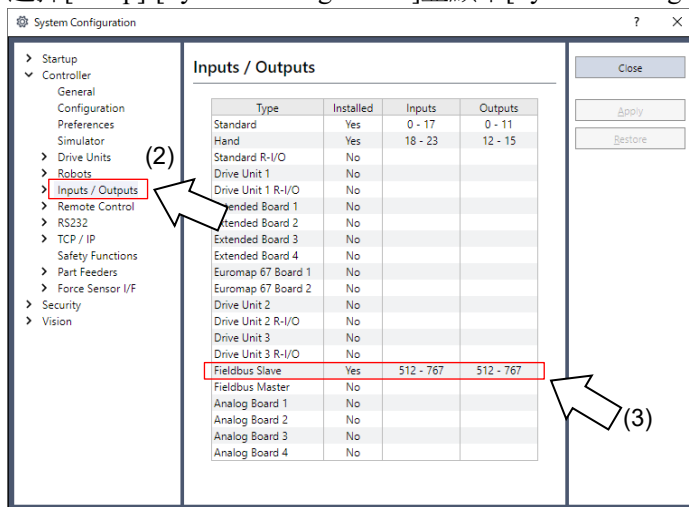 System Configuration
? ×
Startup
Controller
General
Configuration
Preferences
Simulator
Drive Units
(2)
Robots
Inputs / Outputs
Remote Control
RS232
TCP / IP
Safety Functions
Part Feeders
Force Sensor I/F
Security
Vision
Inputs / Outputs
Type Installed Inputs Outputs
Standard Yes 0 - 17 0 - 11
Hand Yes 18 - 23 12 - 15
Standard R-I/O No
Drive Unit 1 No
Drive Unit 1 R-I/O No
Extended Board 1 No
Extended Board 2 No
Extended Board 3 No
Extended Board 4 No
Euromap 67 Board 1 No
Euromap 67 Board 2 No
Drive Unit 2 No
Drive Unit 2 R-I/O No
Drive Unit 3 No
Drive Unit 3 R-I/O No
Fieldbus Slave Yes 512 - 767 512 - 767
Fieldbus Master No
Analog Board 1 No
Analog Board 2 No
Analog Board 3 No
Analog Board 4 No
(3)
Close
Apply
Restore